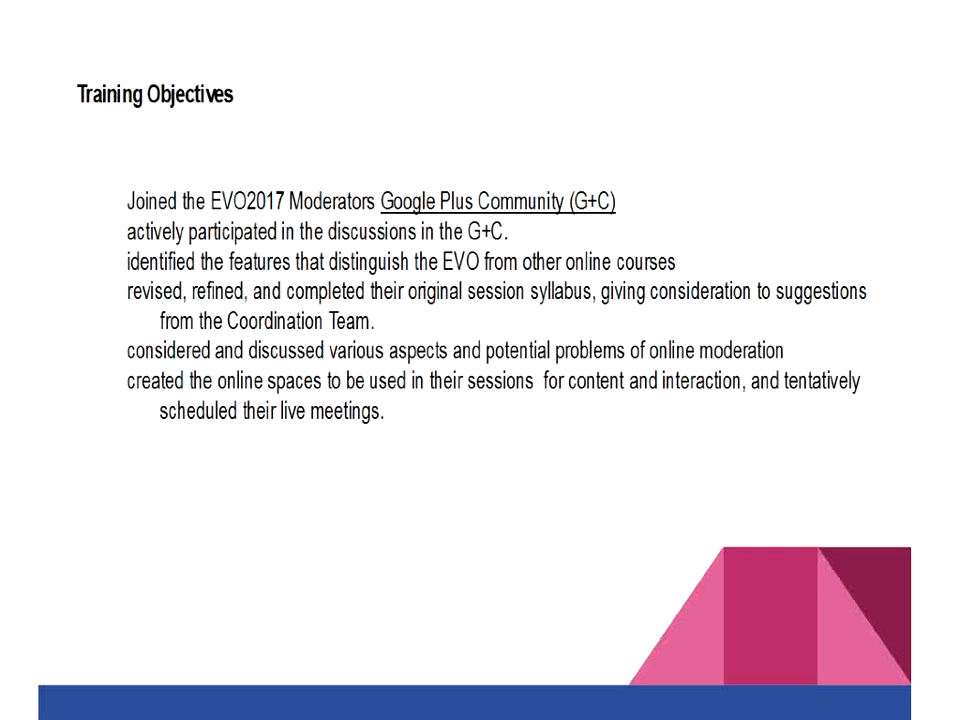 Training Objectives
Joined the EVO2017 Moderators Google Plus Community (G+C)
actively participated in the discussions in the G+C.
identified the features that distinguish the EVO from other online courses
revised, refined, and completed their original session syllabus, giving consideration to suggestions
from the Coordination Team.
considered and discussed various aspects and potential problems of online moderation
created the online spaces to be used in their sessions  for content and interaction, and tentatively
scheduled their live meetings.